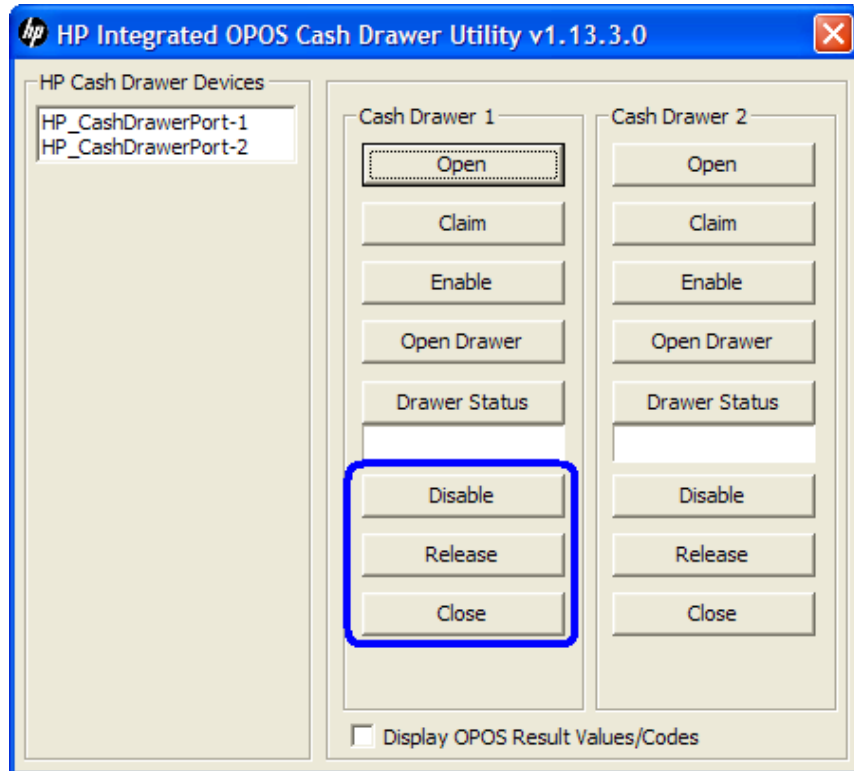 hp HP Integrated OPOS Cash Drawer Utility v1.13.3.0
HP Cash Drawer Devices
HP_CashDrawerPort-1
HP_CashDrawerPort-2
Cash Drawer 1
Open
Claim
Enable
Open Drawer
Drawer Status
Disable
Release
Close
Cash Drawer 2
Open
Claim
Enable
Open Drawer
Drawer Status
Disable
Release
Close
Display OPOS Result Values/Codes